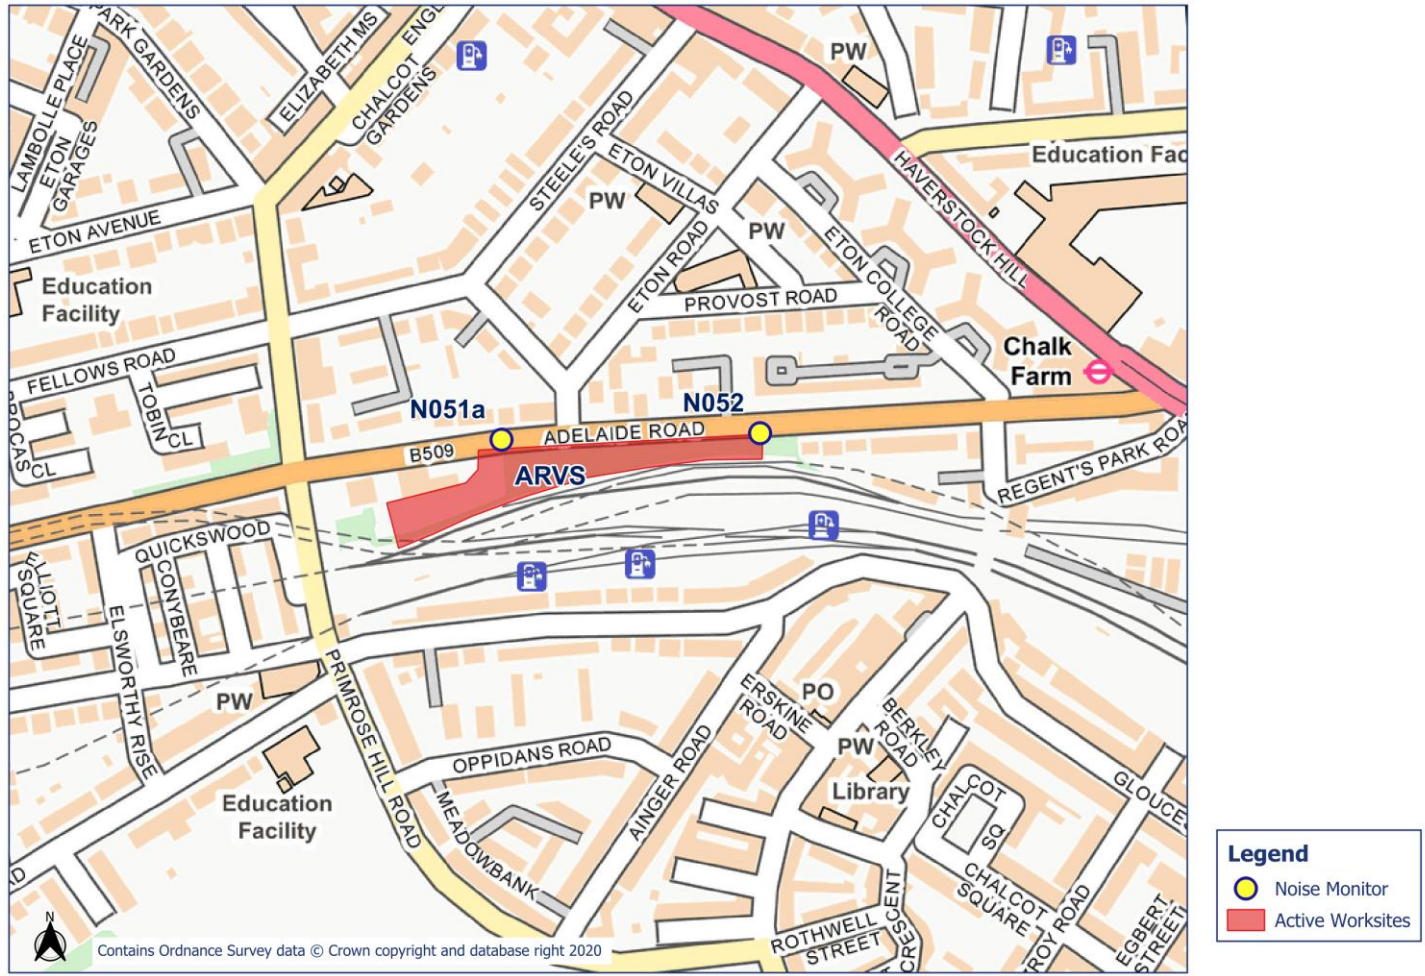 PARK GARDENS
ELIZABETH MS
ENGL
CHALCOT
GARDENS
PW
LAMBOLLE PLACE
ETON
GARAGES
STEELE'S ROAD
ETON VILLAS
HAVERSTOCK HILL
Education Fac
PW
PW
ETON AVENUE
ETON ROAD
ETON COLLEGE
ROAD
Education
Facility
PROVOST ROAD
Chalk
Farm
FELLOWS ROAD
TOBIN
CL
BROCAS
CL
N051a
N052
B509
ADELAIDE ROAD
ARVS
REGENT'S PARK ROA
QUICKSWOOD
ELLIOTT
SQUARE
CONYBEARE
ELSWORTHY RISE
PW
PRIMROSE HILL ROAD
ERSKINE
ROAD
PO
BERKLEY
ROAD
PW
Library
OPPIDANS ROAD
AINGER ROAD
GLOUCES
CHALCOT
SQ
Education
Facility
MEADOWBANK
CHALCOT
SQUARE
RD
ROTHWELL
STREET
CRESCENT
ROY ROAD
EGBERT
STREET
N
Contains Ordnance Survey data © Crown copyright and database right 2020
Legend
Noise Monitor
Active Worksites